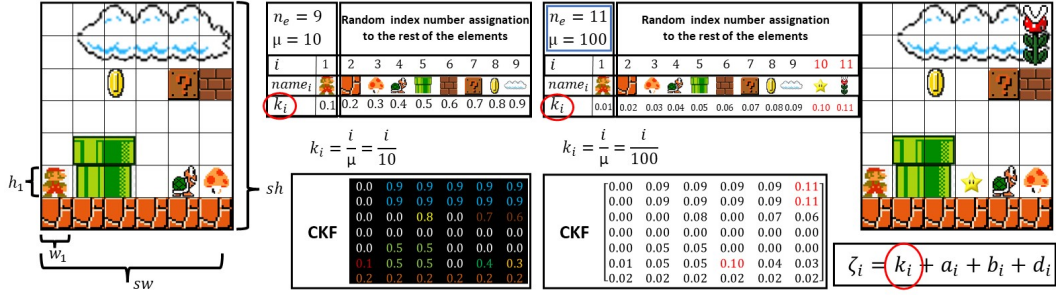 h₁
w₁
sw
sh
nₑ = 9
μ = 10
Random index number assignation
to the rest of the elements
i 1 2 3 4 5 6 7 8 9
nameᵢ
kᵢ 0.1 0.2 0.3 0.4 0.5 0.6 0.7 0.8 0.9
kᵢ = i/μ = i/10
CKF
0.0 0.9 0.9 0.9 0.9 0.9
0.0 0.9 0.9 0.9 0.9 0.9
0.0 0.0 0.8 0.0 0.7 0.6
0.0 0.0 0.0 0.0 0.0 0.0
0.0 0.5 0.5 0.0 0.0 0.0
0.1 0.5 0.5 0.0 0.4 0.3
0.2 0.2 0.2 0.2 0.2 0.2
nₑ = 11
μ = 100
Random index number assignation
to the rest of the elements
i 1 2 3 4 5 6 7 8 9 10 11
nameᵢ
kᵢ 0.01 0.02 0.03 0.04 0.05 0.06 0.07 0.08 0.09 0.10 0.11
kᵢ = i/μ = i/100
CKF
0.00 0.09 0.09 0.09 0.09 0.11
0.00 0.09 0.09 0.09 0.09 0.11
0.00 0.00 0.08 0.00 0.07 0.06
0.00 0.00 0.00 0.00 0.00 0.00
0.00 0.05 0.05 0.00 0.00 0.00
0.01 0.05 0.05 0.10 0.04 0.03
0.02 0.02 0.02 0.02 0.02 0.02
ζᵢ = kᵢ + aᵢ + bᵢ + dᵢ